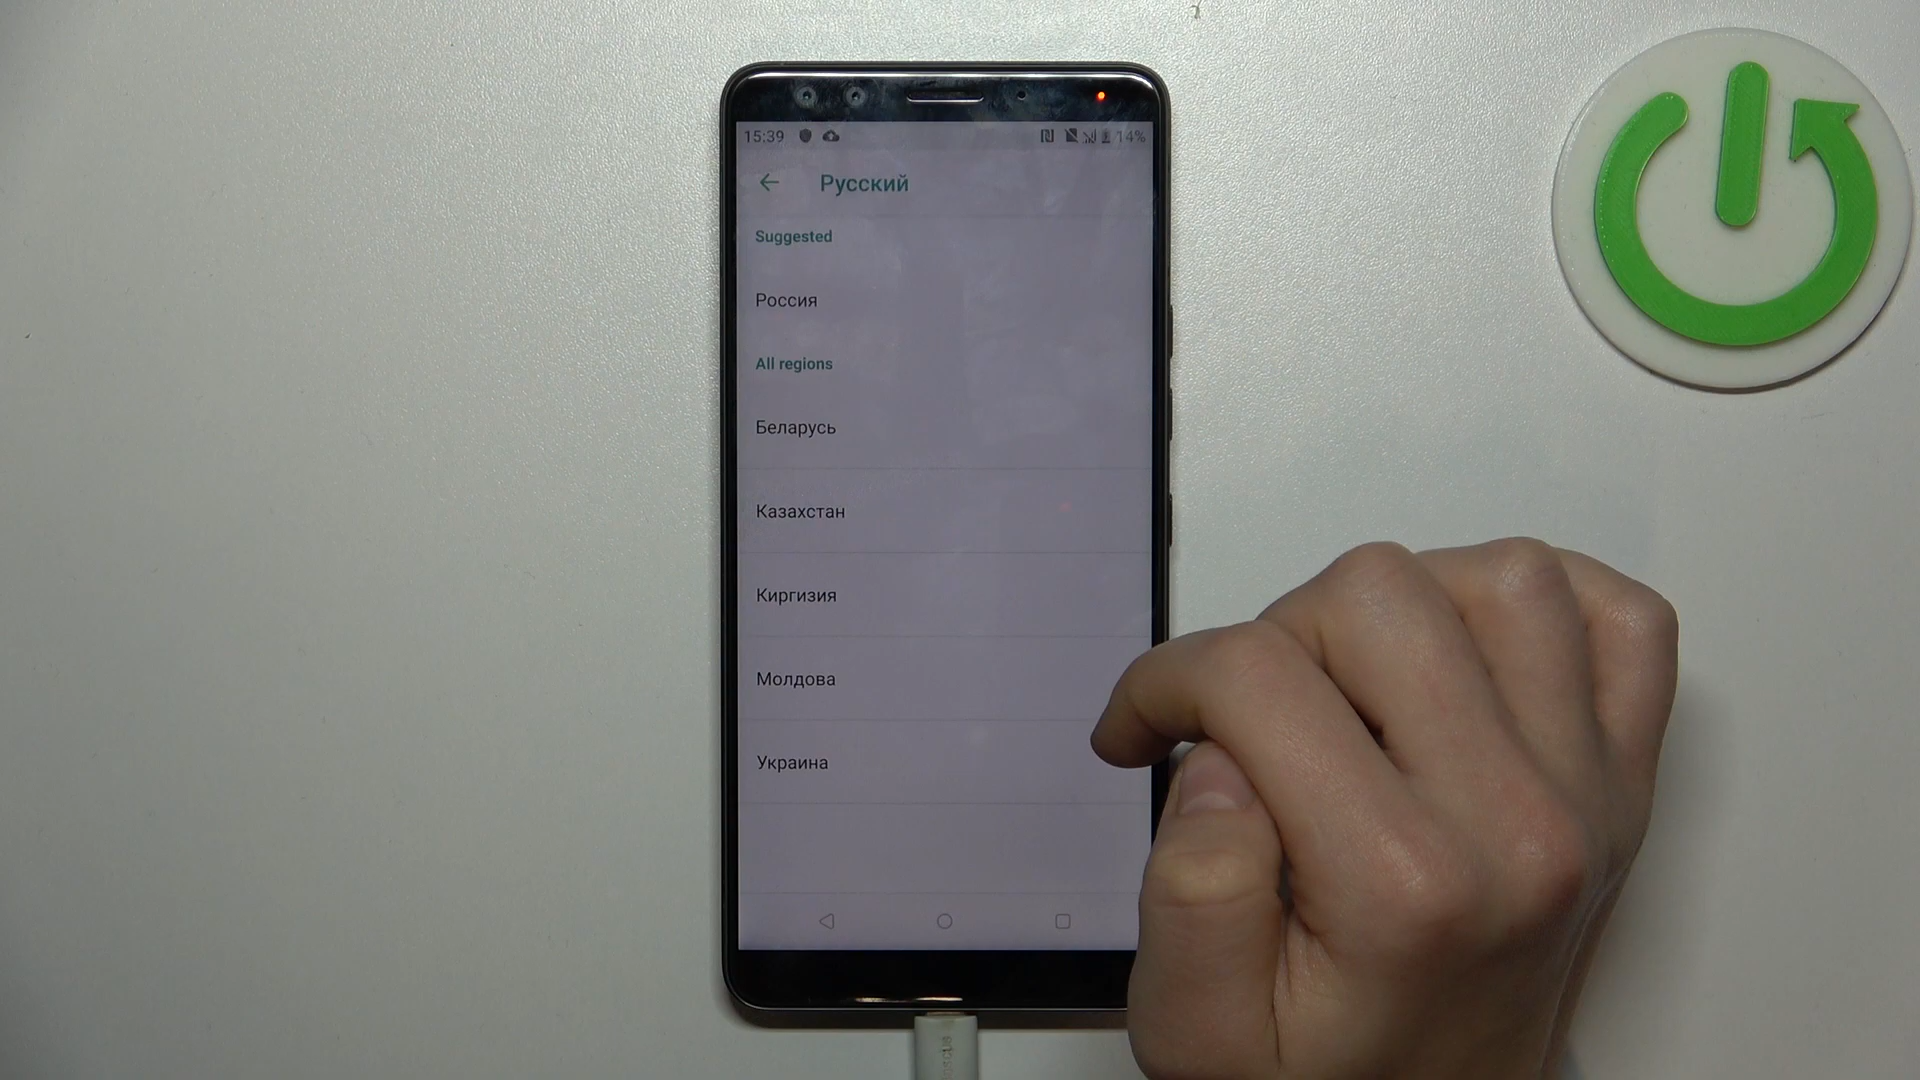 15:39 14%
Русский
Suggested
Россия
All regions
Беларусь
Казахстан
Киргизия
Молдова
Украина